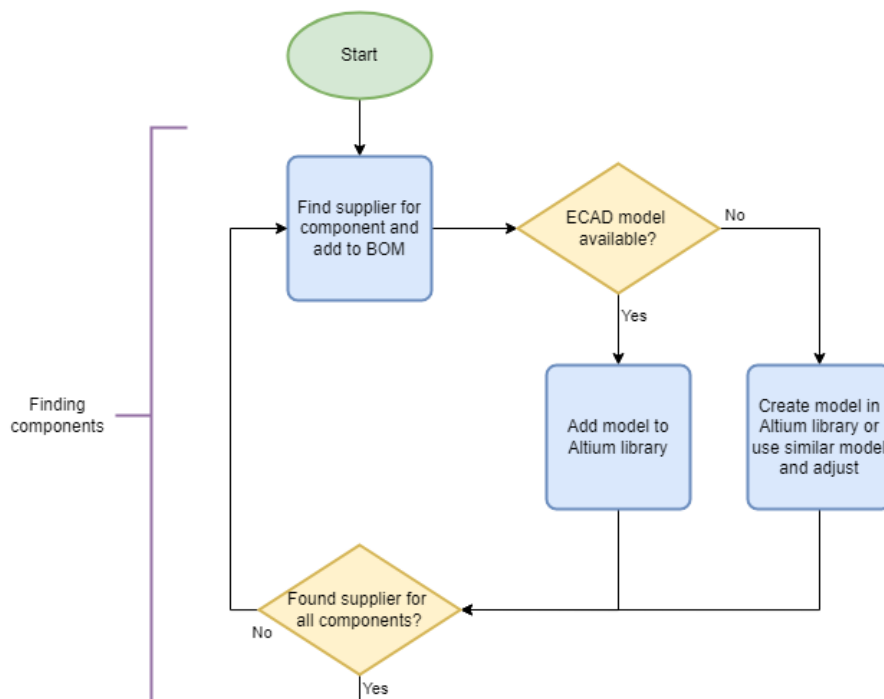 Start
Find supplier for
component and
add to BOM
ECAD model
available?
No
Yes
Finding
components
Add model to
Altium library
Create model in
Altium library or
use similar model
and adjust
Found supplier for
all components?
No
Yes